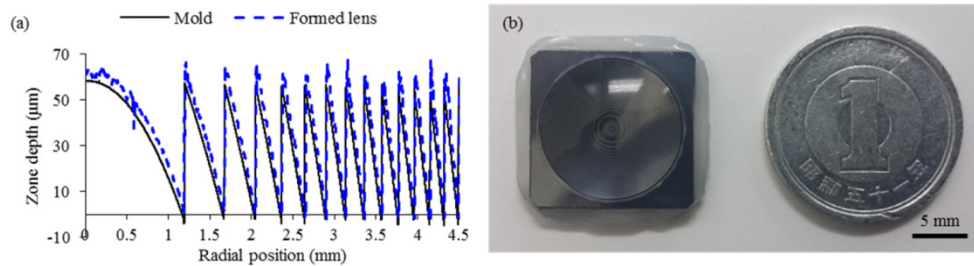 (a)
Mold
Formed lens
Zone depth (μm)
70
50
30
10
-10
0
0.5
1
1.5
2
2.5
3
3.5
4
4.5
Radial position (mm)
(b)
1
昭和五十一年
5 mm